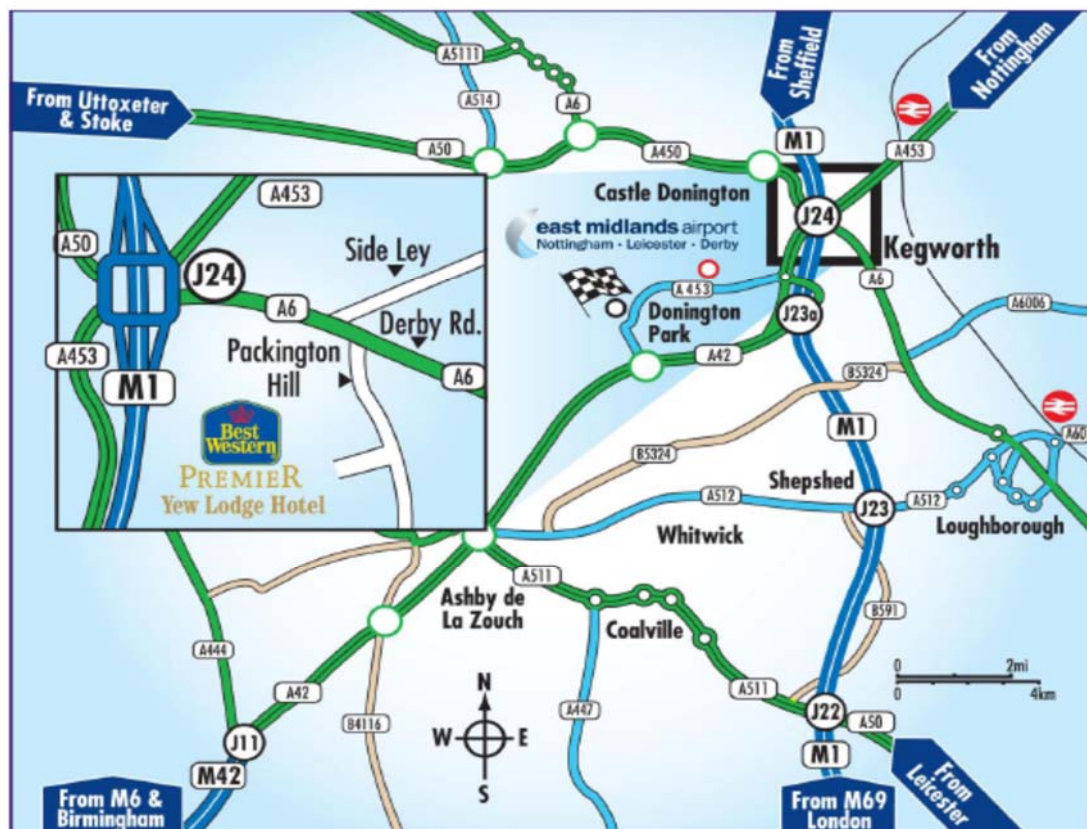 From
Sheffield
From
Nottingham
From Uttoxeter
& Stoke
A5111
A514
A6
A50
A450
M1
A453
Castle Donington
J24
Kegworth
east midlands airport
Nottingham · Leicester · Derby
A 453
Donington
Park
J23a
A6
A6006
A42
B5324
M1
B5324
A60
Shepshed
A512
J23
A512
Loughborough
Whitwick
A453
A50
J24
Side Ley
A6
Derby Rd.
A453
Packington
Hill
M1
A6
Best
Western
PREMIER
Yew Lodge Hotel
Ashby de
La Zouch
A511
Coalville
B591
A444
A42
B4116
A447
A511
0 2mi
0 4km
N
W E
S
J11
M42
J22
A50
M1
From M6 &
Birmingham
From M69
London
From
Leicester